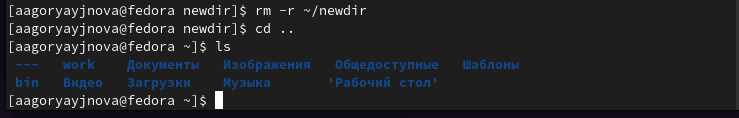 [aagoryayjnova@fedora newdir]$ rm -r ~/newdir
[aagoryayjnova@fedora newdir]$ cd ..
[aagoryayjnova@fedora ~]$ ls
---  work  Документы  Изображения  Общедоступные  Шаблоны
bin  Видео  Загрузки  Музыка  'Рабочий стол'
[aagoryayjnova@fedora ~]$